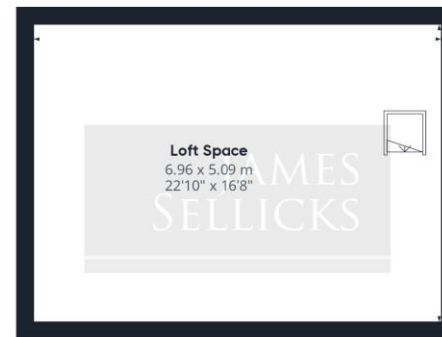 Loft Space
6.96 x 5.09 m
22'10" x 16'8"
JAMES
SELLICKS